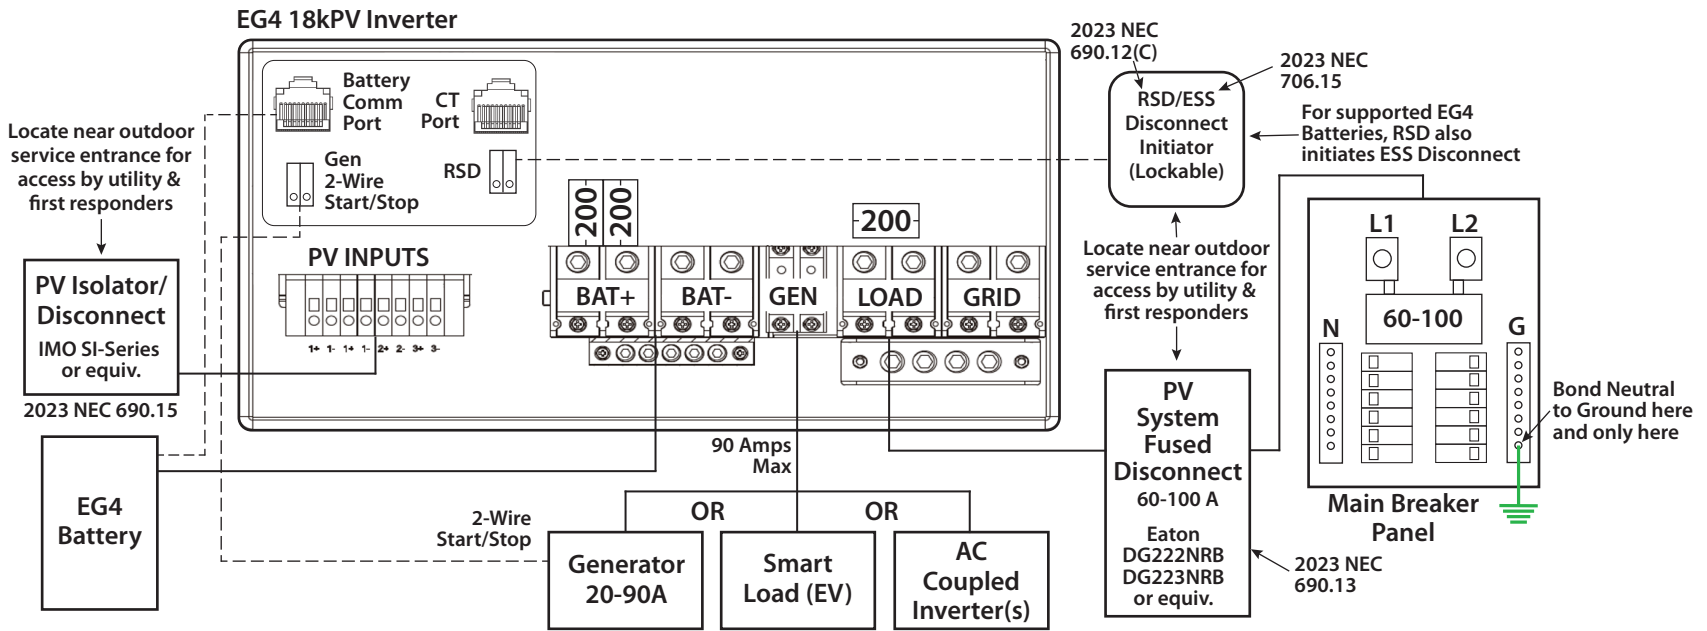 EG4 18kPV Inverter
Battery
Comm
Port
CT
Port
Gen
2-Wire
Start/Stop
RSD
PV INPUTS
1+ 1- 1+ 1- 2+ 2- 3+ 3-
200
200
200
BAT+
BAT-
GEN
LOAD
GRID
Locate near outdoor
service entrance for
access by utility &
first responders
PV Isolator/
Disconnect
IMO SI-Series
or equiv.
2023 NEC 690.15
EG4
Battery
2-Wire
Start/Stop
90 Amps
Max
OR
OR
Generator
20-90A
Smart
Load (EV)
AC
Coupled
Inverter(s)
2023 NEC
690.12(C)
2023 NEC
706.15
RSD/ESS
Disconnect
Initiator
(Lockable)
For supported EG4
Batteries, RSD also
initiates ESS Disconnect
Locate near outdoor
service entrance for
access by utility &
first responders
PV
System
Fused
Disconnect
60-100 A
Eaton
DG222NRB
DG223NRB
or equiv.
2023 NEC
690.13
L1
L2
60-100
N
G
Bond Neutral
to Ground here
and only here
Main Breaker
Panel